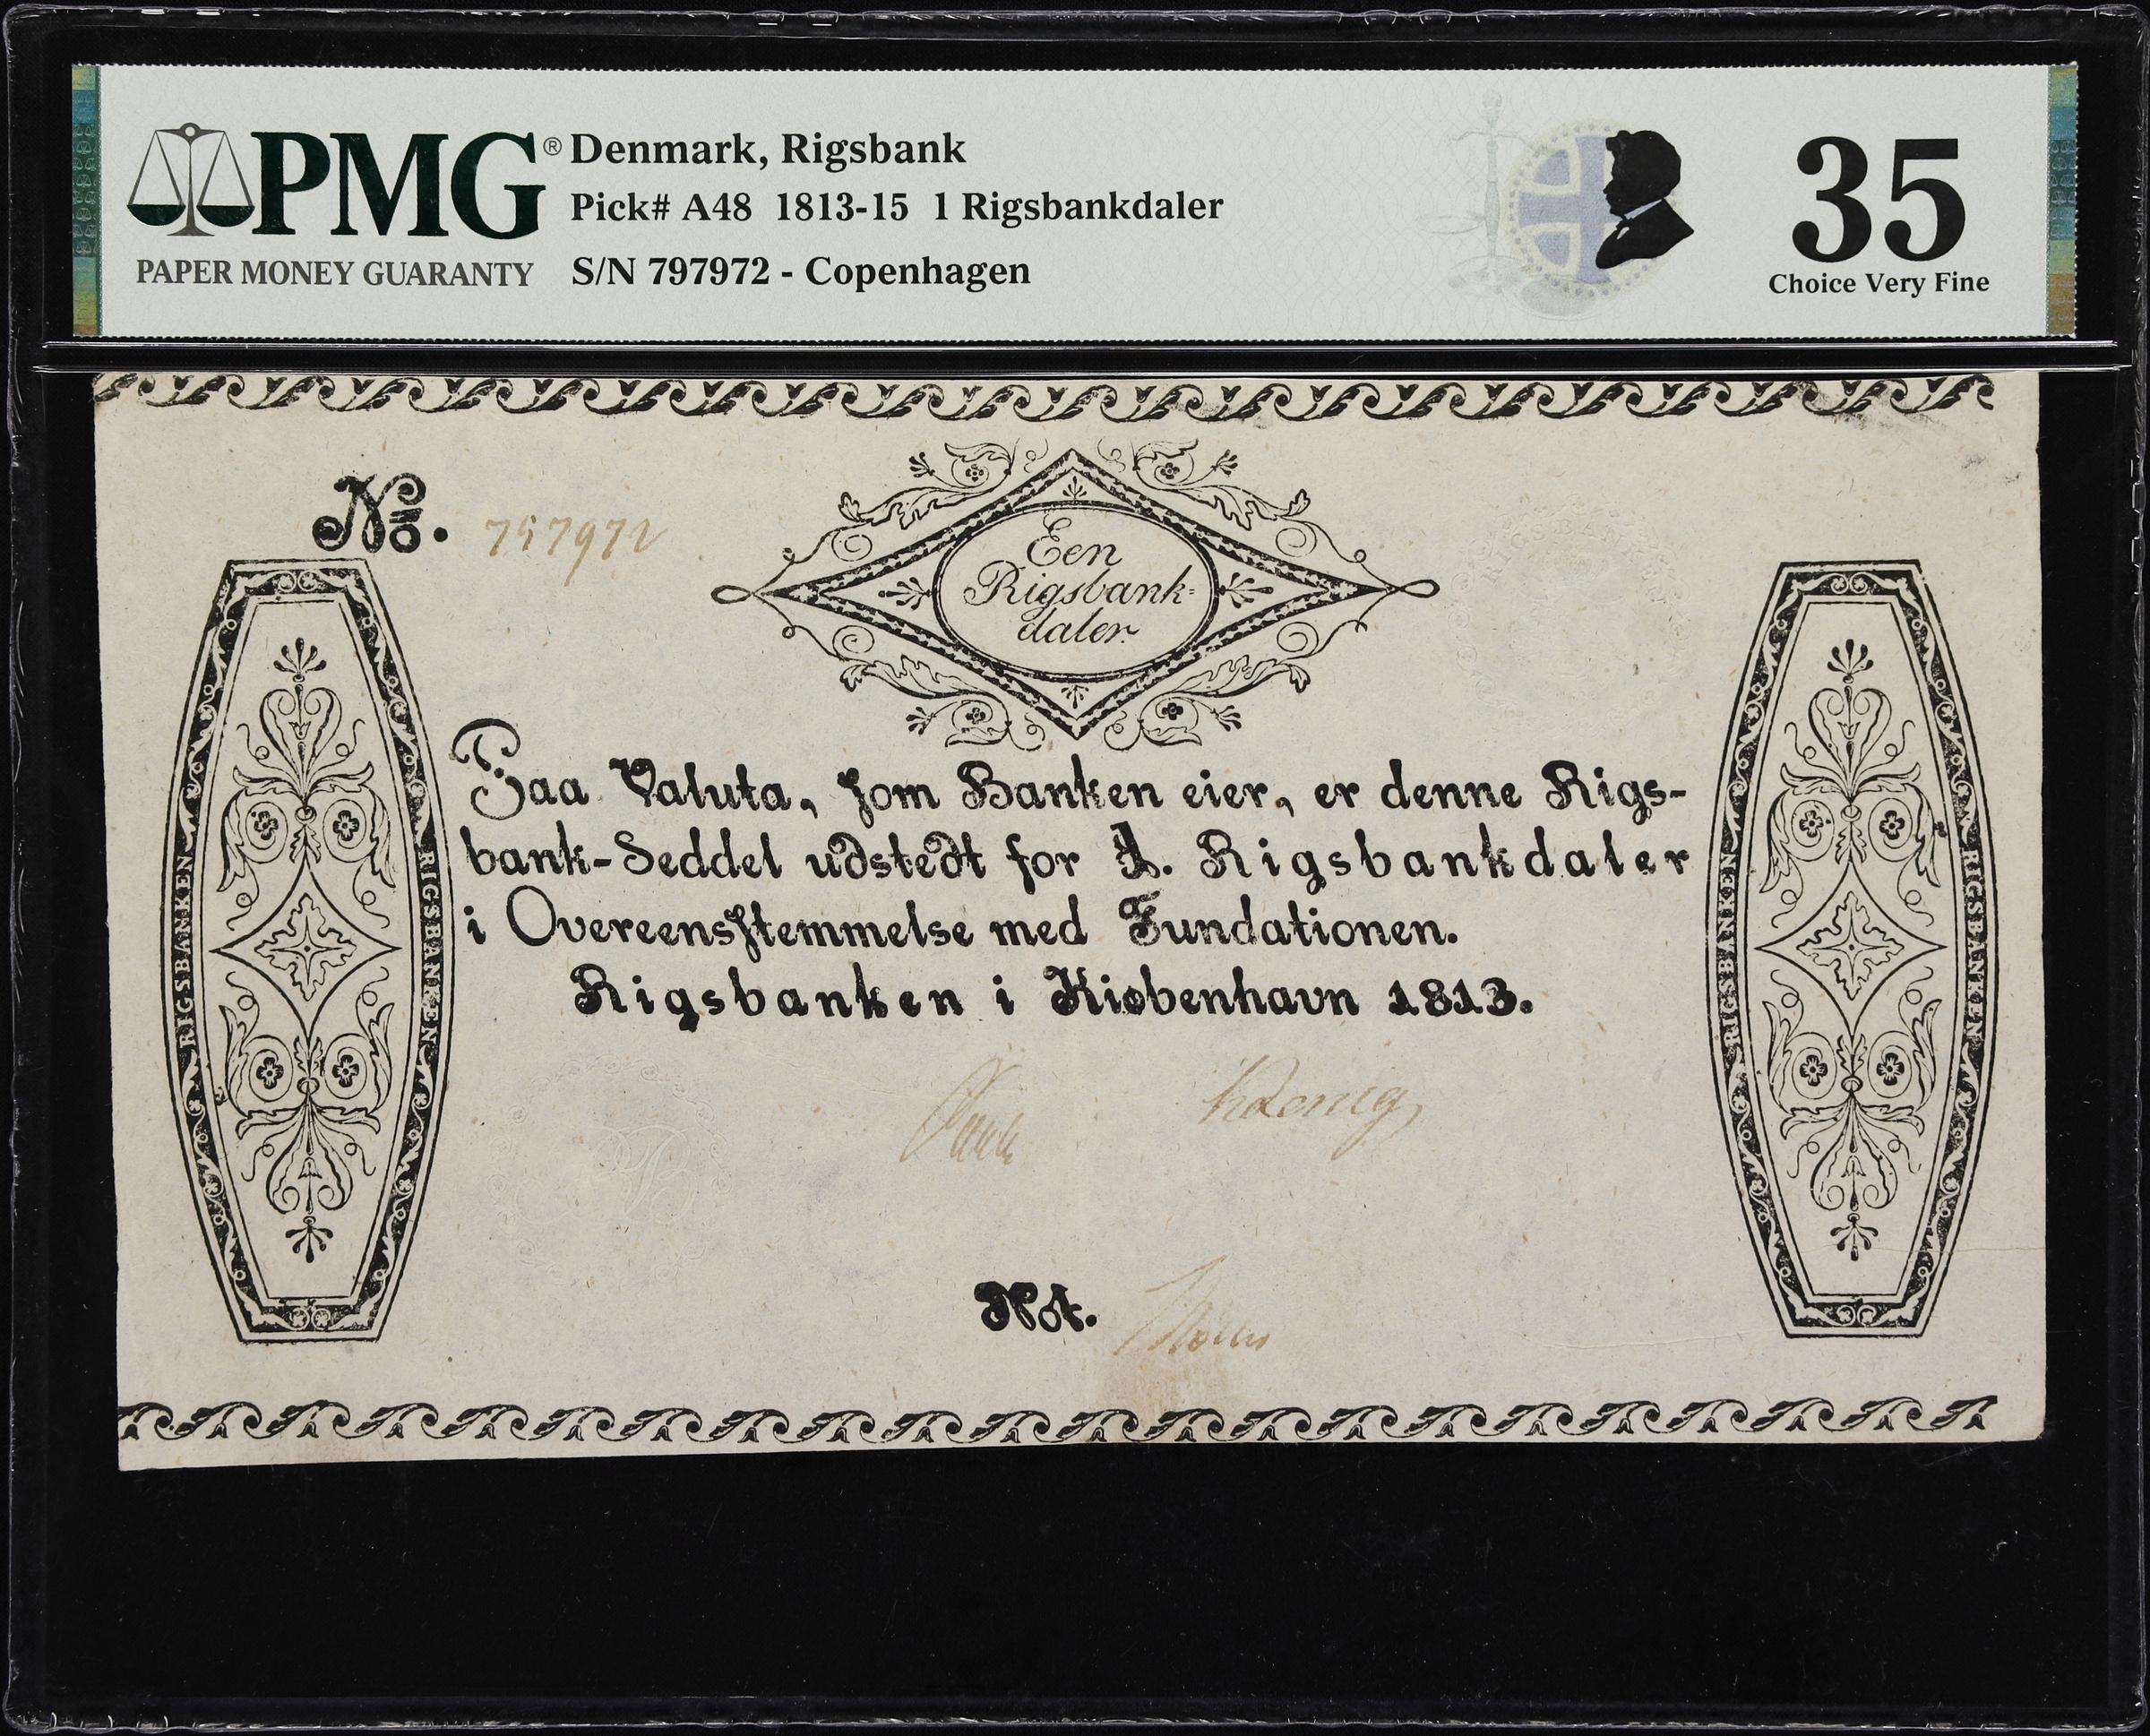 PMG®
PAPER MONEY GUARANTY
Denmark, Rigsbank
Pick# A48 1813-15 1 Rigsbankdaler
S/N 797972 - Copenhagen
35
Choice Very Fine
No. 797972
Een
Rigsbank=
daler.
Paa Valuta, som Banken eier, er denne Rigs-
bank-Seddel udstedt for 1. Rigsbankdaler
i Overeensstemmelse med Fundationen.
Rigsbanken i Kiøbenhavn 1813.
RIGSBANKEN
RIGSBANKEN
RIGSBANKEN
RIGSBANKEN
Koenig
Not.